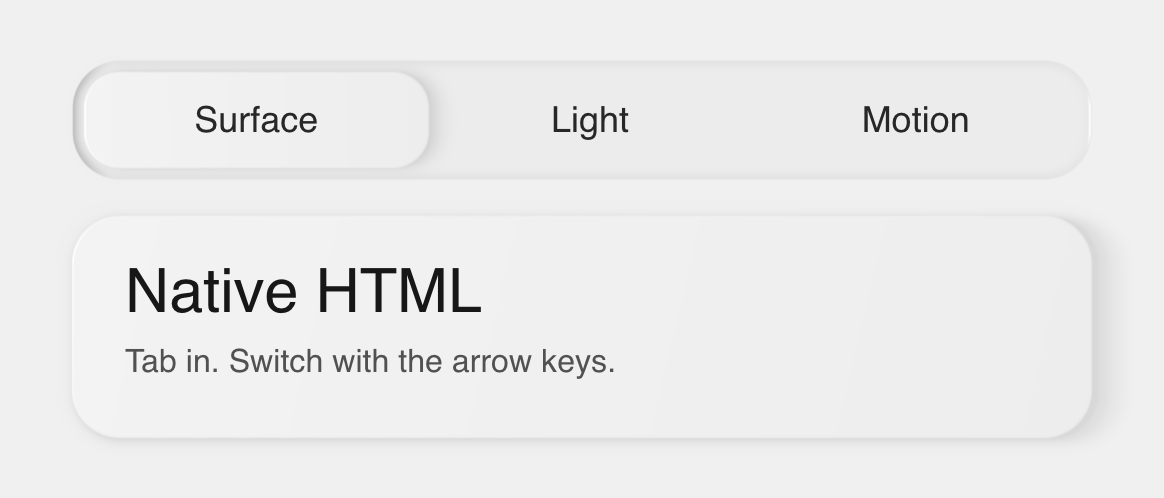 Surface Light Motion
Native HTML
Tab in. Switch with the arrow keys.